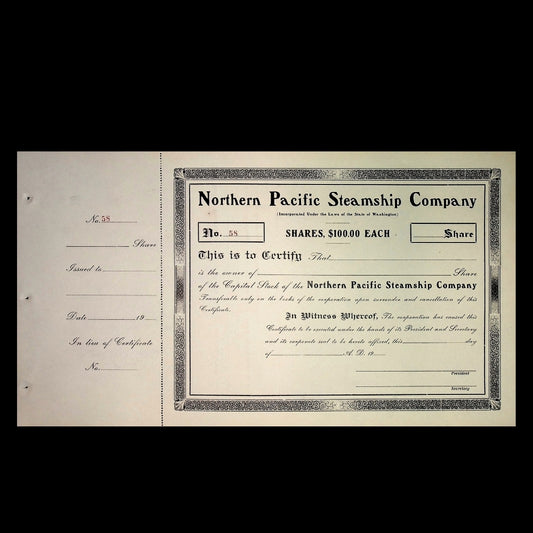 No. 58
Share
Issued to
Date 19
In lieu of Certificate
No.
Northern Pacific Steamship Company
(Incorporated Under the Laws of the State of Washington)
No. 58 SHARES, $100.00 EACH Share
This is to Certify That
is the owner of Share
of the Capital Stock of the Northern Pacific Steamship Company
Transferable only on the books of the corporation upon surrender and cancellation of this
Certificate.
In Witness Whereof, The corporation has caused this
Certificate to be executed under the hands of its President and Secretary
and its corporate seal to be hereto affixed, this day
of A. D. 19
President
Secretary